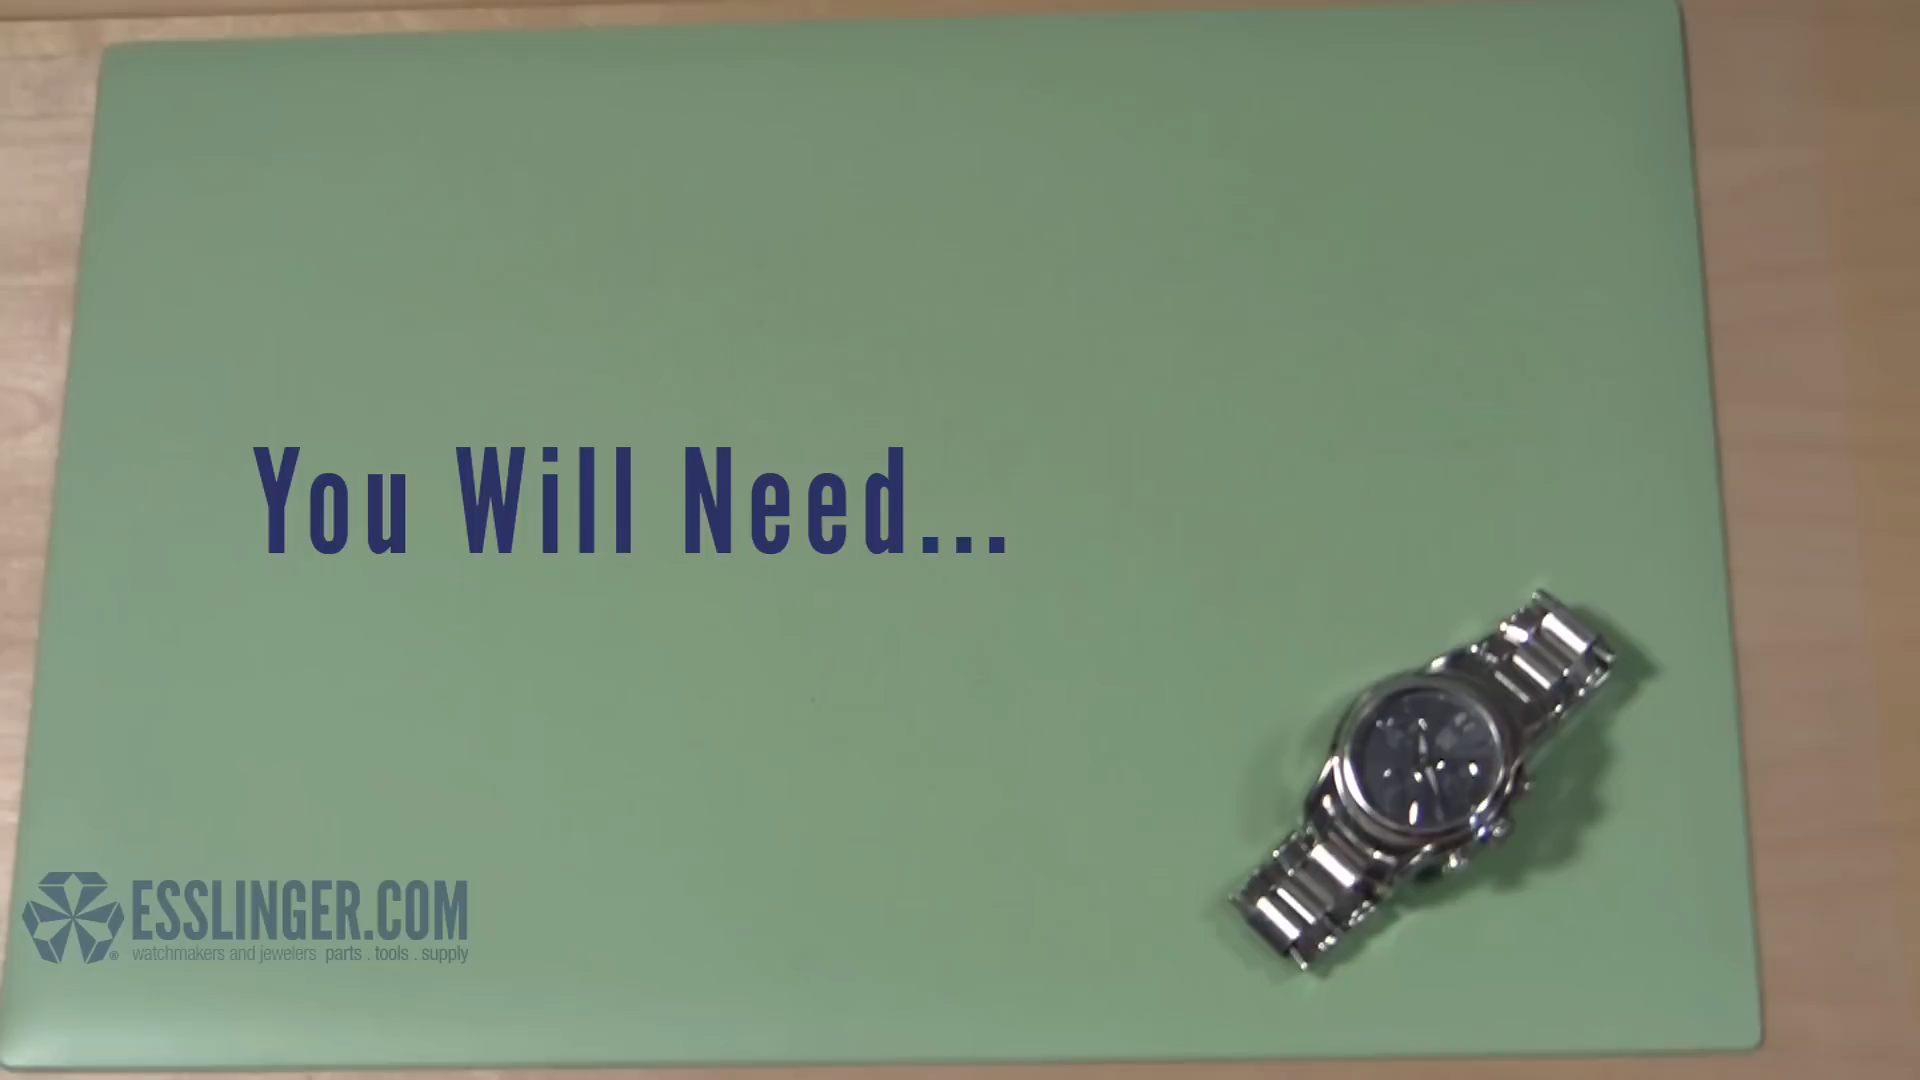 You Will Need...
ESSLINGER.COM
watchmakers and jewelers parts . tools . supply